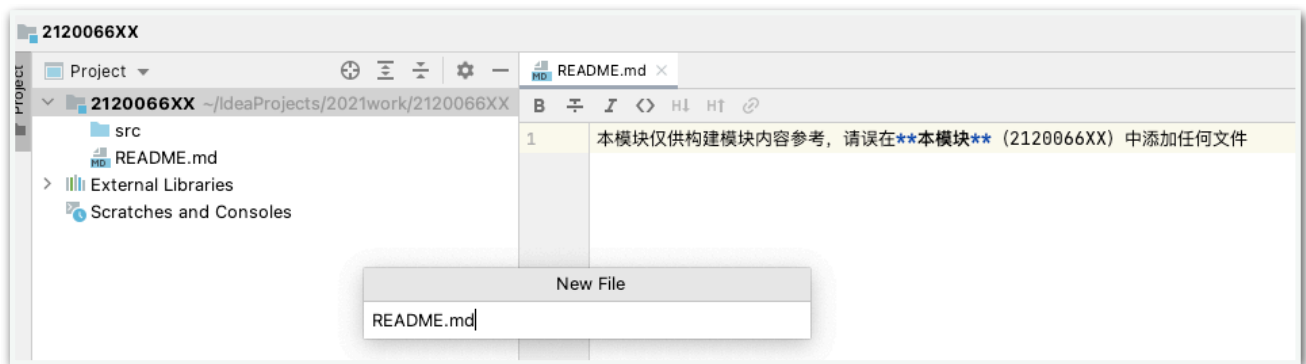 2120066XX
Project
Project
README.md
2120066XX ~/IdeaProjects/2021work/2120066XX
B I <> H↓ H↑
src
1 本模块仅供构建模块内容参考，请误在**本模块**（2120066XX）中添加任何文件
MD README.md
External Libraries
Scratches and Consoles
New File
README.md